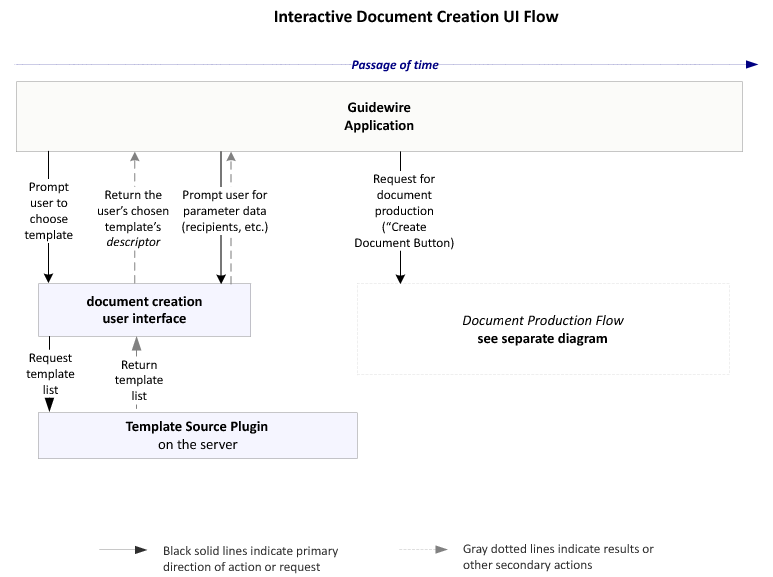 Interactive Document Creation UI Flow
Passage of time
Guidewire
Application
Prompt
user to
choose
template
Return the
user's chosen
template's
descriptor
Prompt user for
parameter data
(recipients, etc.)
Request for
document
production
("Create
Document Button)
document creation
user interface
Document Production Flow
see separate diagram
Request
template
list
Return
template
list
Template Source Plugin
on the server
Black solid lines indicate primary
direction of action or request
Gray dotted lines indicate results or
other secondary actions